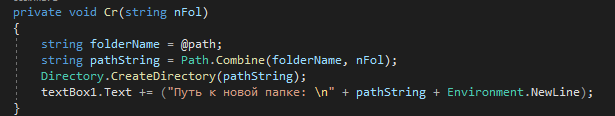 private void Cr(string nFol)
{
string folderName = @path;
string pathString = Path.Combine(folderName, nFol);
Directory.CreateDirectory(pathString);
textBox1.Text += ("Путь к новой папке: \n" + pathString + Environment.NewLine);
}